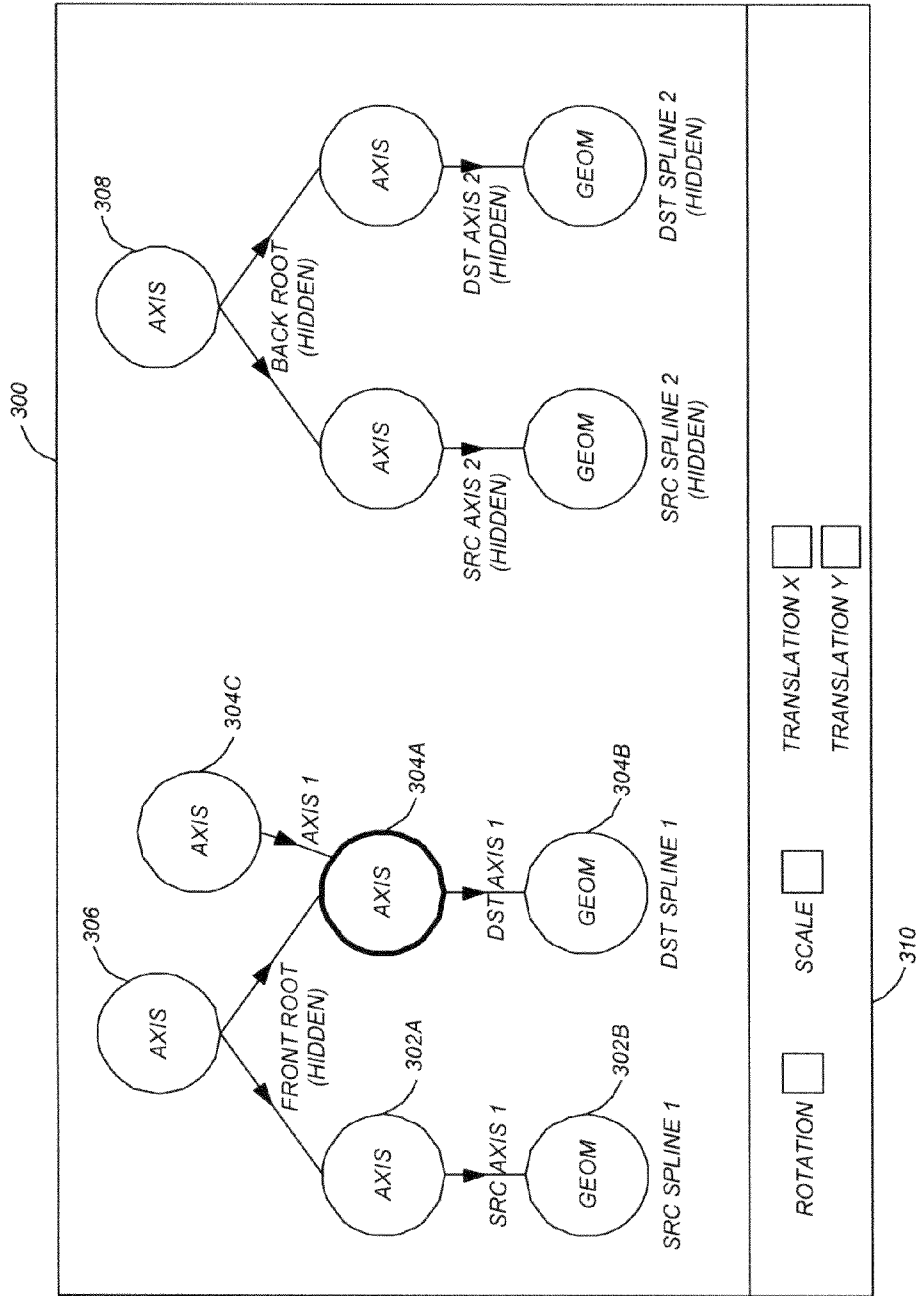 300
306
308
AXIS
AXIS
AXIS
304C
FRONT ROOT
(HIDDEN)
AXIS 1
BACK ROOT
(HIDDEN)
302A
304A
AXIS
AXIS
AXIS
AXIS
SRC AXIS 1
DST AXIS 1
SRC AXIS 2
(HIDDEN)
DST AXIS 2
(HIDDEN)
302B
304B
GEOM
GEOM
GEOM
GEOM
SRC SPLINE 1
DST SPLINE 1
SRC SPLINE 2
(HIDDEN)
DST SPLINE 2
(HIDDEN)
ROTATION
SCALE
TRANSLATION X
TRANSLATION Y
310